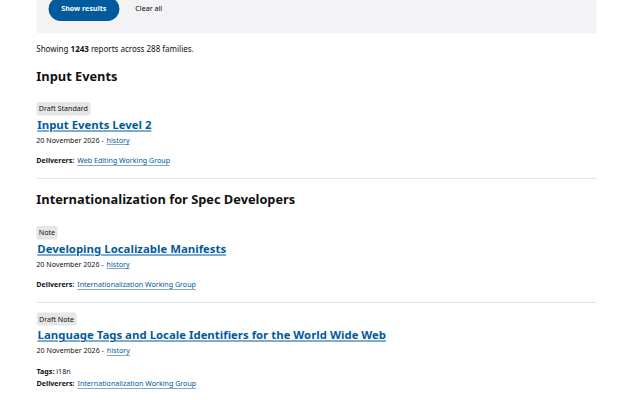 Show results
Clear all
Showing 1243 reports across 288 families.
Input Events
Draft Standard
Input Events Level 2
20 November 2026 - history
Deliverers: Web Editing Working Group
Internationalization for Spec Developers
Note
Developing Localizable Manifests
20 November 2026 - history
Deliverers: Internationalization Working Group
Draft Note
Language Tags and Locale Identifiers for the World Wide Web
20 November 2026 - history
Tags: i18n
Deliverers: Internationalization Working Group